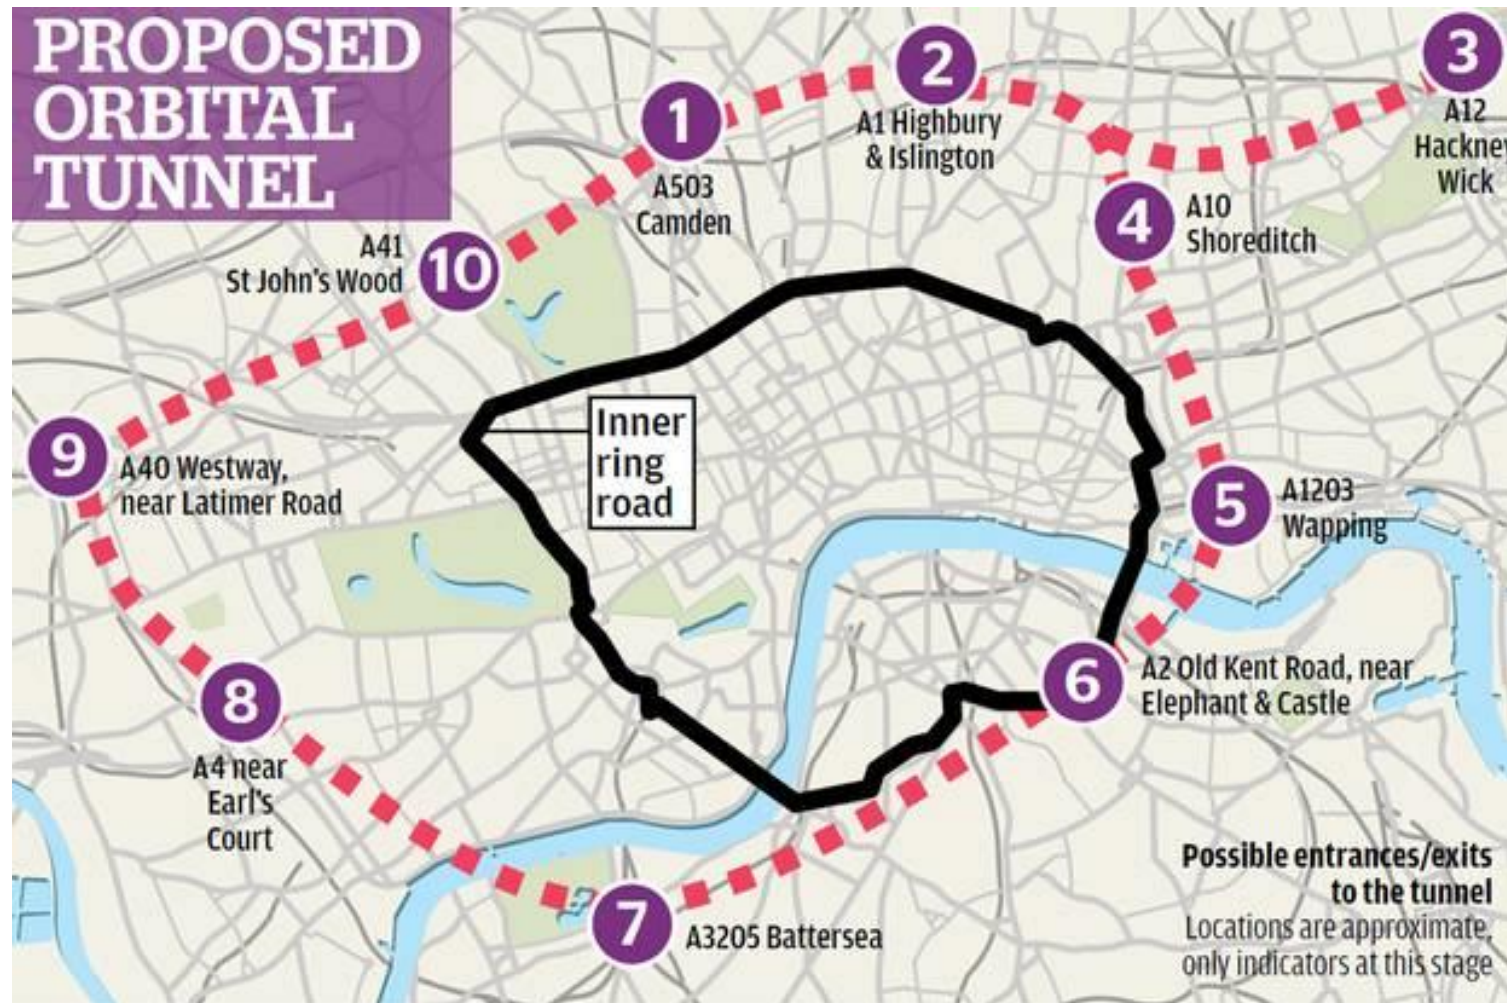 PROPOSED
ORBITAL
TUNNEL
1
A503
Camden
2
A1 Highbury
& Islington
3
A12
Hackney
Wick
4
A10
Shoreditch
5
A1203
Wapping
6
A2 Old Kent Road, near
Elephant & Castle
7
A3205 Battersea
8
A4 near
Earl's
Court
9
A40 Westway,
near Latimer Road
10
A41
St John's Wood
Inner
ring
road
Possible entrances/exits
to the tunnel
Locations are approximate,
only indicators at this stage